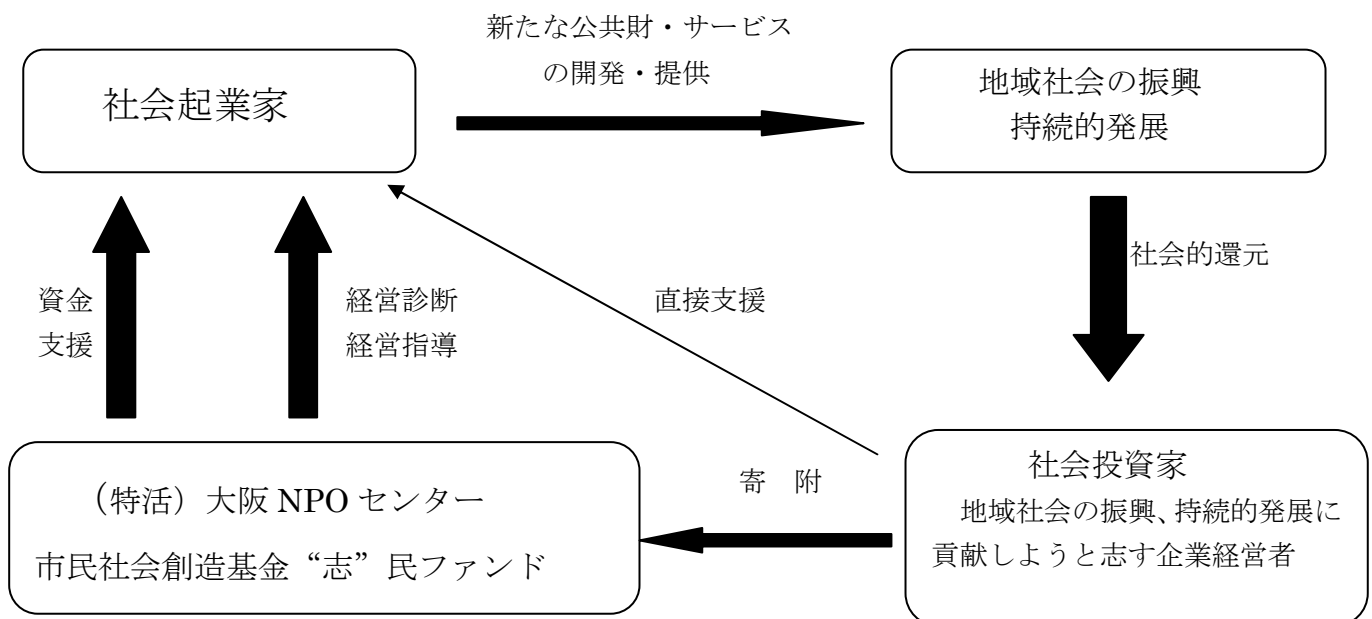 新たな公共財・サービス
の開発・提供
社会起業家
地域社会の振興
持続的発展
社会的還元
資金
支援
経営診断
経営指導
直接支援
寄 附
(特活)大阪 NPO センター
市民社会創造基金“志”民ファンド
社会投資家
地域社会の振興、持続的発展に
貢献しようと志す企業経営者